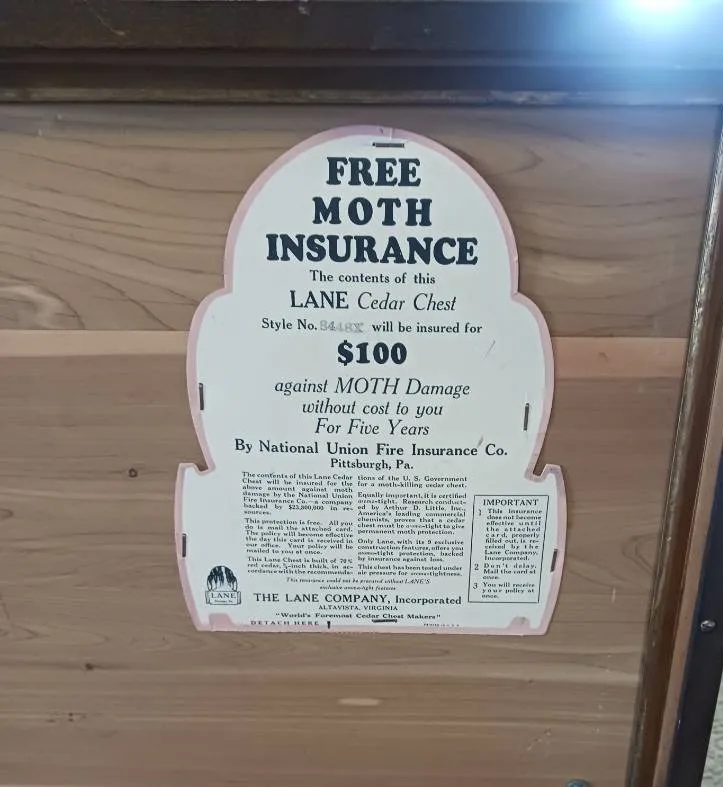 FREE
MOTH
INSURANCE
The contents of this
LANE Cedar Chest
Style No. 8448X will be insured for
$100
against MOTH Damage
without cost to you
For Five Years
By National Union Fire Insurance Co.
Pittsburgh, Pa.
The contents of this Lane Cedar
Chest will be insured for the
above amount against moth
damage by the National Union
Fire Insurance Co.—a company
backed by $23,800,000 in re-
sources.
This protection is free. All you
do is mail the attached card.
The policy will become effective
the day this card is received in
our office. Your policy will be
mailed to you at once.
This Lane Chest is built of 70%
red cedar, ¾-inch thick, in ac-
cordance with the recommenda-
tions of the U. S. Government
for a moth-killing cedar chest.
Equally important, it is certified
aroma-tight. Research conduct-
ed by Arthur D. Little, Inc.,
America's leading commercial
chemists, proves that a cedar
chest must be aroma-tight to give
permanent moth protection.
Only Lane, with its 9 exclusive
construction features, offers you
aroma-tight protection, backed
by insurance against loss.
This chest has been tested under
air pressure for aroma-tightness.
This insurance could not be procured without LANE'S
exclusive aroma-tight features
IMPORTANT
1 This insurance
does not become
effective until
the attached
card, properly
filled out, is re-
ceived by the
Lane Company,
Incorporated.
2 Don't delay.
Mail the card at
once.
3 You will receive
your policy at
once.
LANE
THE LANE COMPANY, Incorporated
ALTAVISTA, VIRGINIA
"World's Foremost Cedar Chest Makers"
DETACH HERE